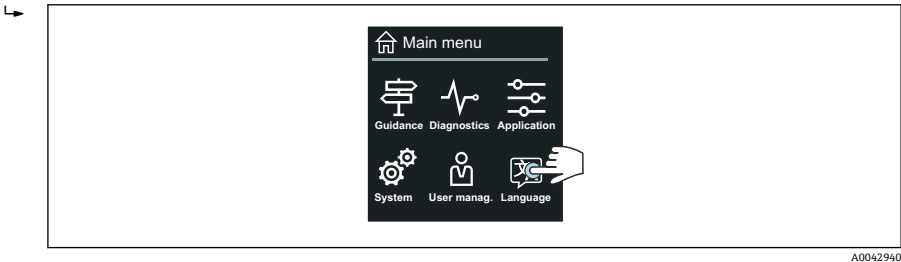 Main menu
Guidance Diagnostics Application
System User manag. Language
A0042940